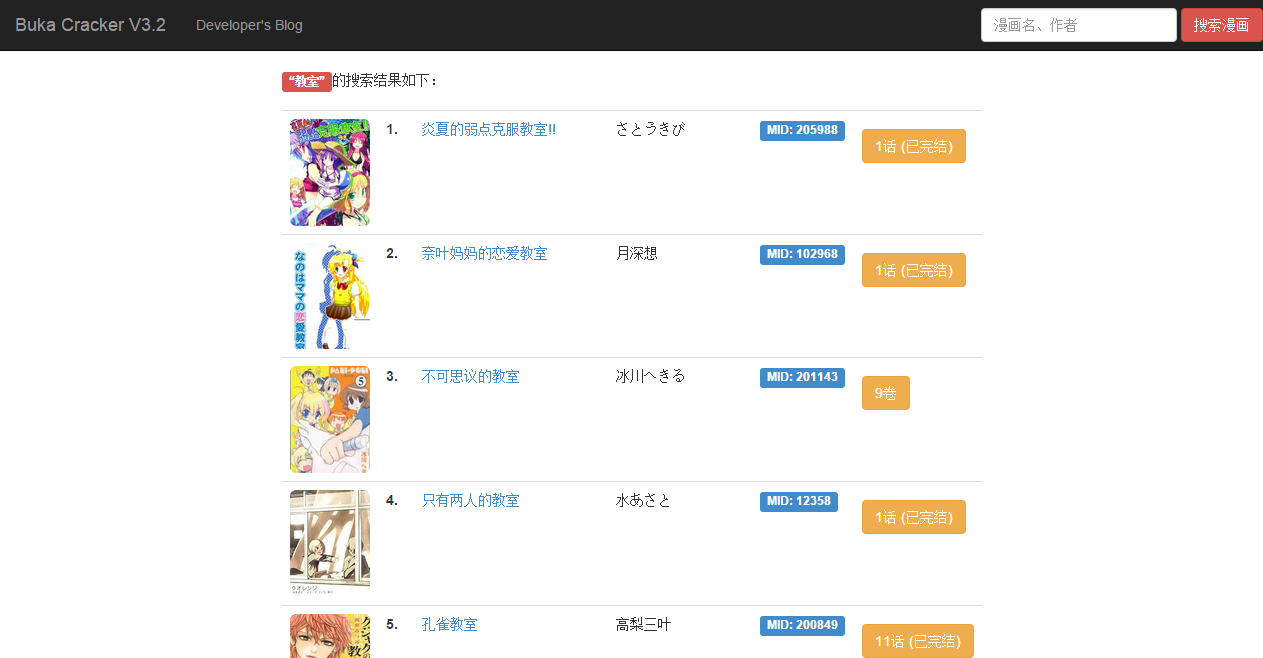 Buka Cracker V3.2 Developer's Blog 漫画名、作者 搜索漫画
“教室”的搜索结果如下：
1. 炎夏的弱点克服教室!! さとうきび MID: 205988 1话 (已完结)
2. 奈叶妈妈的恋爱教室 月深想 MID: 102968 1话 (已完结)
なのはママの恋愛教室
3. 不可思议的教室 冰川へきる MID: 201143 9卷
5
4. 只有两人的教室 水あさと MID: 12358 1话 (已完结)
5. 孔雀教室 高梨三叶 MID: 200849 11话 (已完结)